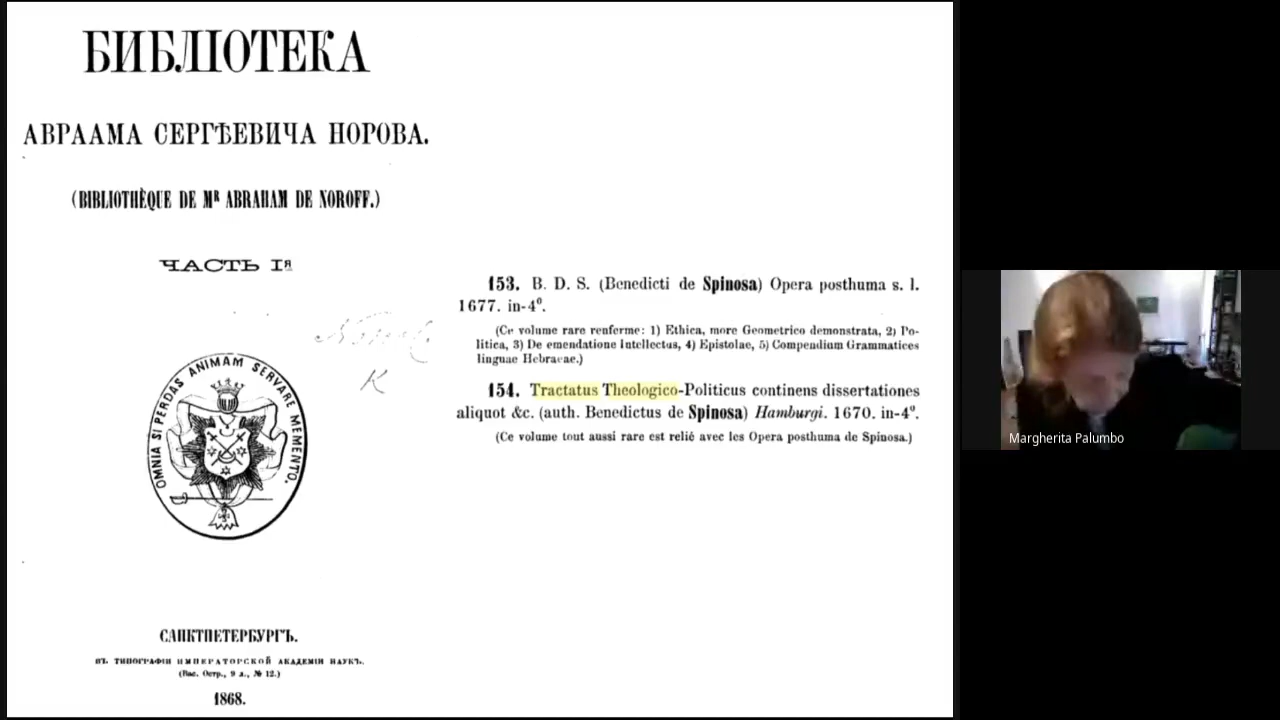 БИБЛІОТЕКА
АВРААМА СЕРГѢЕВИЧА НОРОВА.
(BIBLIOTHÈQUE DE Mᴿ ABRAHAM DE NOROFF.)
ЧАСТЬ Iя
OMNIA SI PERDAS ANIMAM SERVARE MEMENTO.
K
САНКТПЕТЕРБУРГЪ.
ВЪ ТИПОГРАФІИ ИМПЕРАТОРСКОЙ АКАДЕМІИ НАУКЪ.
(Вас. Остр., 9 л., № 12.)
1868.
153. B. D. S. (Benedicti de Spinosa) Opera posthuma s. l.
1677. in-4⁰.
(Ce volume rare renferme: 1) Ethica, more Geometrico demonstrata, 2) Po-
litica, 3) De emendatione Intellectus, 4) Epistolae, 5) Compendium Grammatices
linguae Hebraeae.)
154. Tractatus Theologico-Politicus continens dissertationes
aliquot &c. (auth. Benedictus de Spinosa) Hamburgi. 1670. in-4⁰.
(Ce volume tout aussi rare est relié avec les Opera posthuma de Spinosa.)
Margherita Palumbo